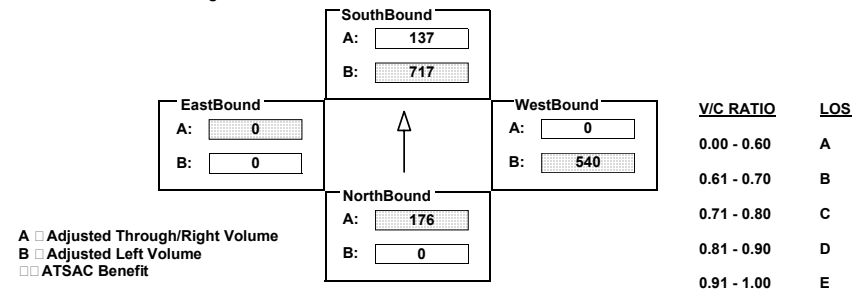 SouthBound
A: 137
B: 717
EastBound
A: 0
B: 0
WestBound
A: 0
B: 540
NorthBound
A: 176
B: 0
A □ Adjusted Through/Right Volume
B □ Adjusted Left Volume
□□ ATSAC Benefit
V/C RATIO LOS
0.00 - 0.60 A
0.61 - 0.70 B
0.71 - 0.80 C
0.81 - 0.90 D
0.91 - 1.00 E